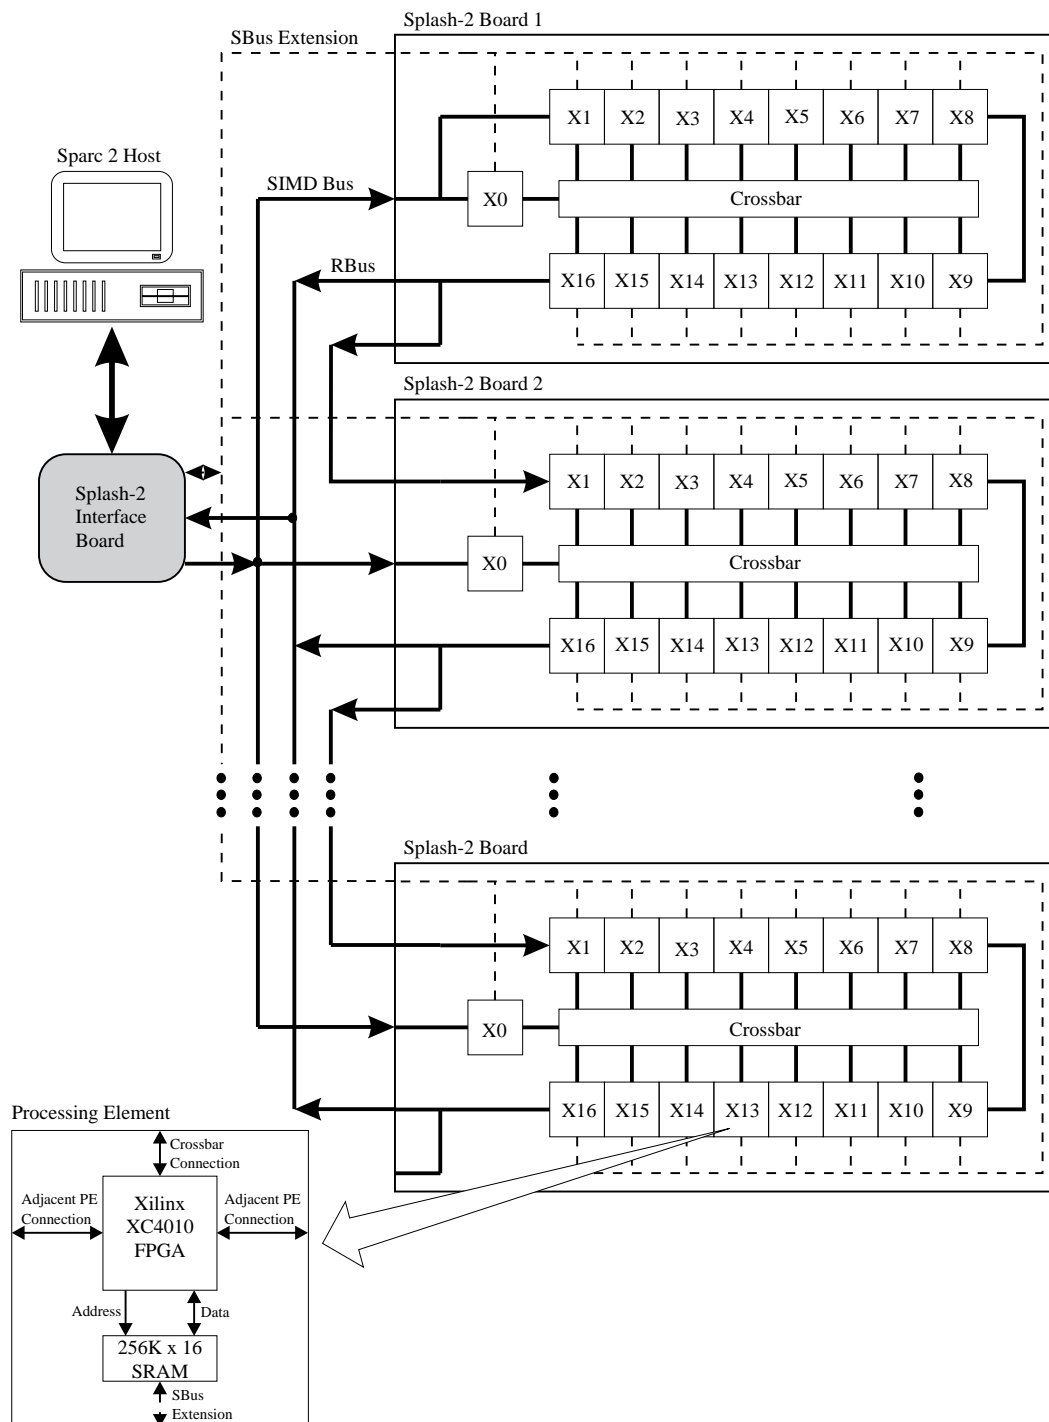 Splash-2 Board 1
SBus Extension
X1 X2 X3 X4 X5 X6 X7 X8
Sparc 2 Host
SIMD Bus
X0
Crossbar
RBus
X16 X15 X14 X13 X12 X11 X10 X9
Splash-2 Board 2
X1 X2 X3 X4 X5 X6 X7 X8
Splash-2
Interface
Board
X0
Crossbar
X16 X15 X14 X13 X12 X11 X10 X9
Splash-2 Board
X1 X2 X3 X4 X5 X6 X7 X8
X0
Crossbar
X16 X15 X14 X13 X12 X11 X10 X9
Processing Element
Crossbar
Connection
Adjacent PE
Connection
Xilinx
XC4010
FPGA
Adjacent PE
Connection
Address
Data
256K x 16
SRAM
SBus
Extension